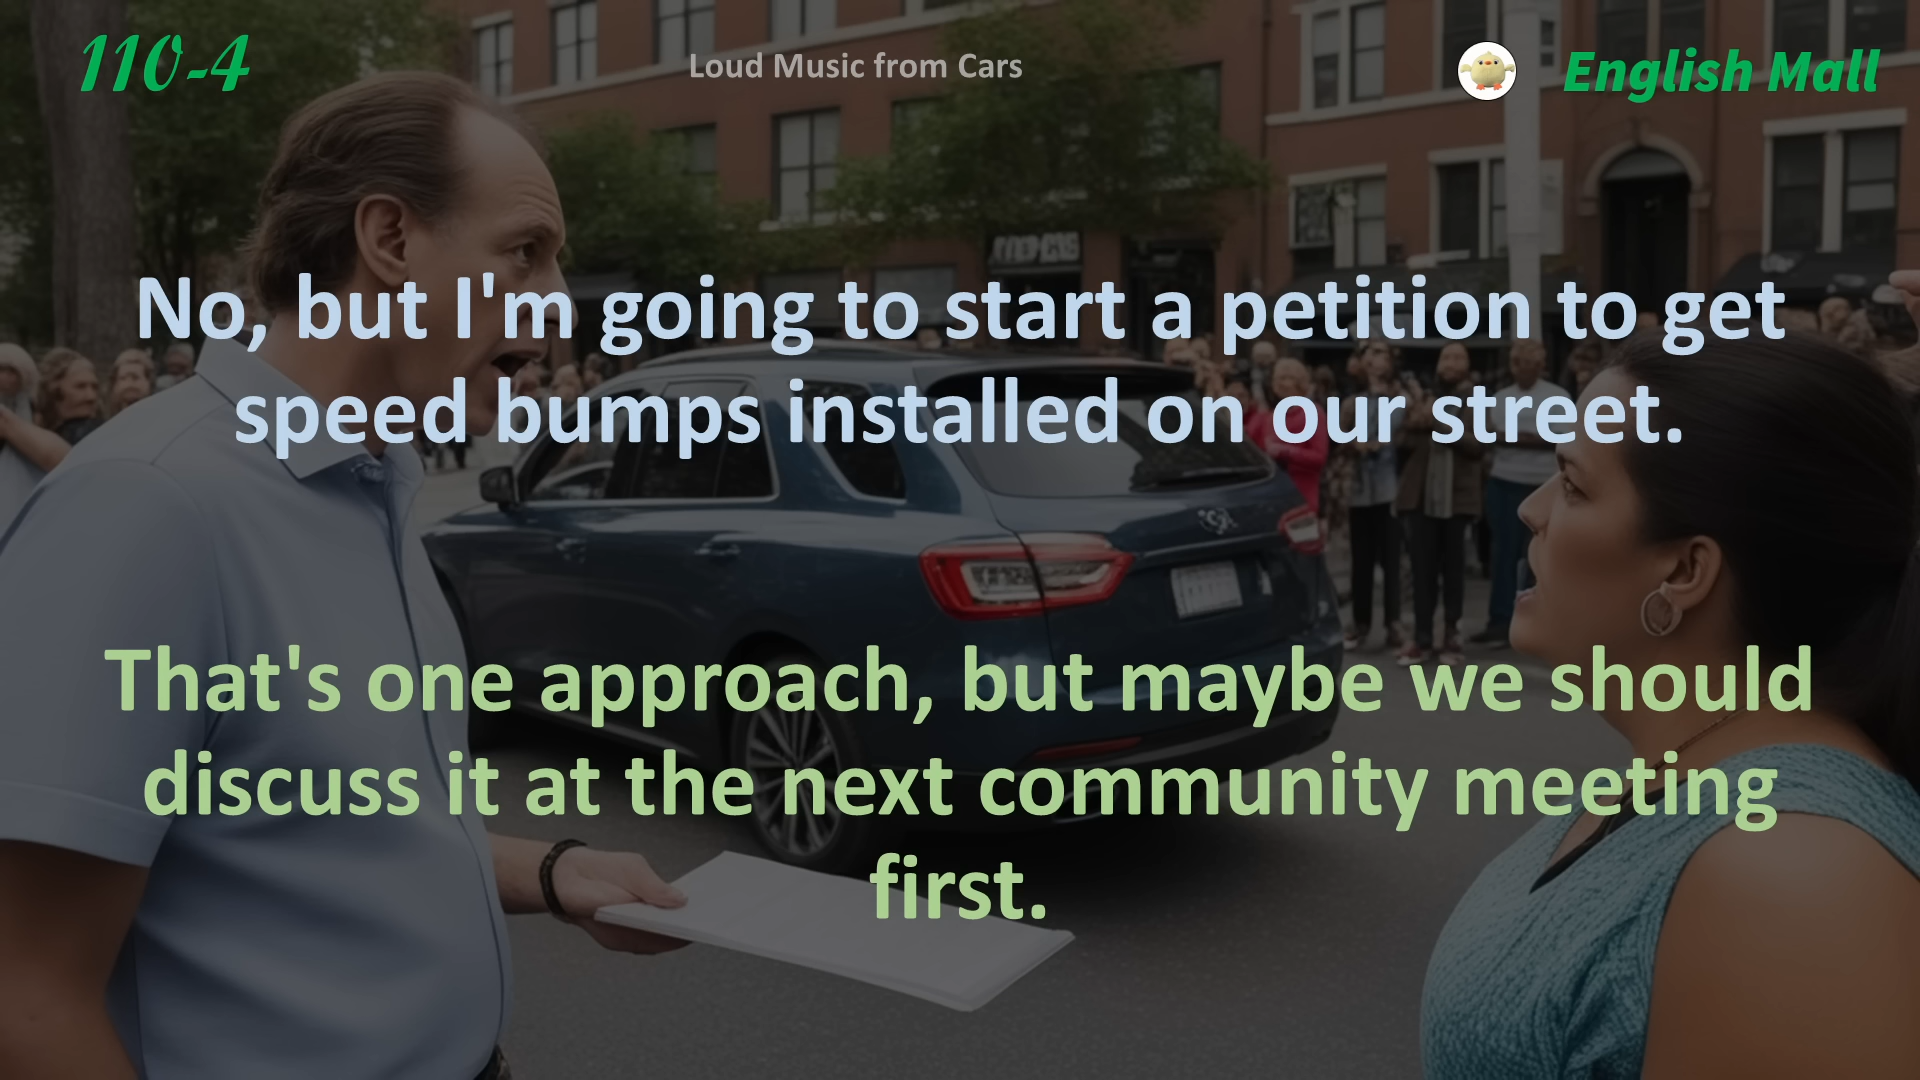 110-4
Loud Music from Cars
English Mall
No, but I'm going to start a petition to get
speed bumps installed on our street.
That's one approach, but maybe we should
discuss it at the next community meeting
first.